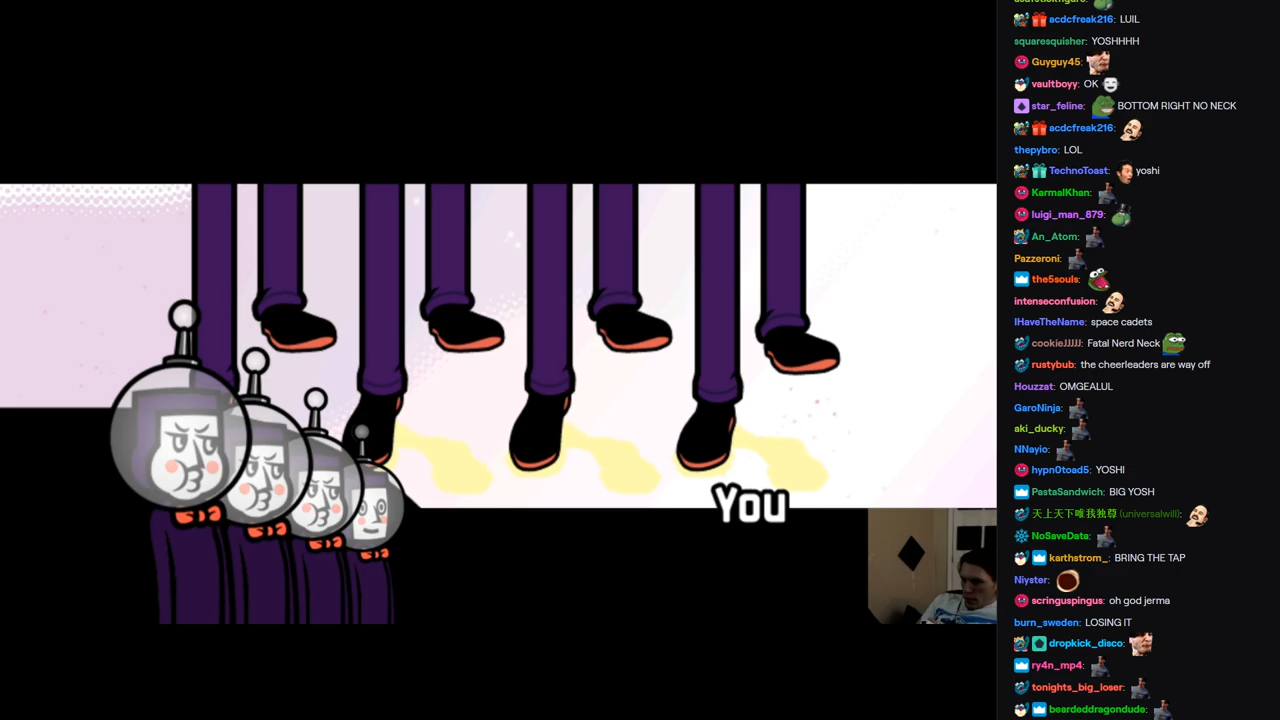 You
acdcfreak216: LUIL
squaresquisher: YOSHHHH
Guyguy45:
vaultboyy: OK
star_feline: BOTTOM RIGHT NO NECK
acdcfreak216:
thepybro: LOL
TechnoToast: yoshi
KarmalKhan:
luigi_man_879:
An_Atom:
Pazzeroni:
the5souls:
intenseconfusion:
IHaveTheName: space cadets
cookieJJJJJ: Fatal Nerd Neck
rustybub: the cheerleaders are way off
Houzzat: OMGEALUL
GaroNinja:
aki_ducky:
NNayio:
hypn0toad5: YOSHI
PastaSandwich: BIG YOSH
天上天下唯我独尊 (universalwill):
NoSaveData:
karthstrom_: BRING THE TAP
Niyster:
scringuspingus: oh god jerma
burn_sweden: LOSING IT
dropkick_disco:
ry4n_mp4:
tonights_big_loser:
beardeddragondude: